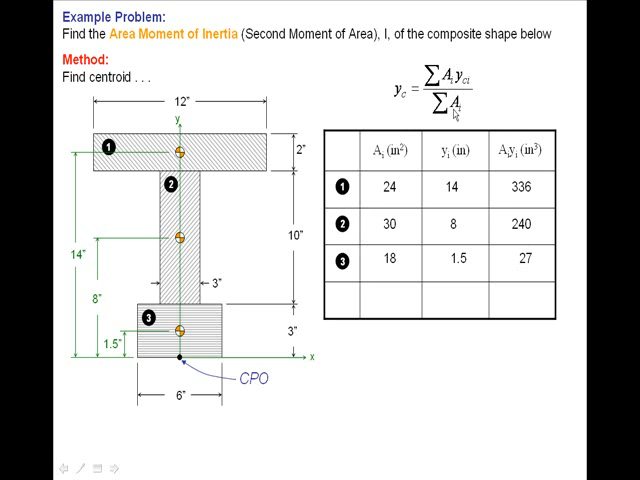 Example Problem:
Find the Area Moment of Inertia (Second Moment of Area), I, of the composite shape below
Method:
Find centroid . . .
y_c = ∑ A_i y_ci / ∑ A_i
12"
y
1
2"
2
10"
14"
8"
3"
3
3"
1.5"
x
CPO
6"
A_i (in²) y_i (in) A_iy_i (in³)
1 24 14 336
2 30 8 240
3 18 1.5 27